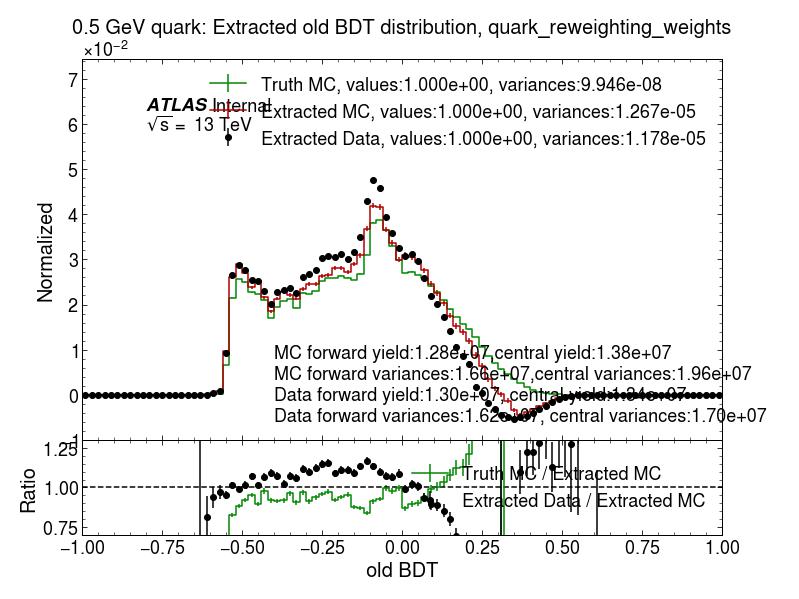 0.5 GeV quark: Extracted old BDT distribution, quark_reweighting_weights
×10⁻²
Truth MC, values:1.000e+00, variances:9.946e-08
ATLAS Internal
Extracted MC, values:1.000e+00, variances:1.267e-05
√s = 13 TeV
Extracted Data, values:1.000e+00, variances:1.178e-05
7
6
5
4
3
2
1
0
Normalized
MC forward yield:1.28e+07,central yield:1.38e+07
MC forward variances:1.66e+07,central variances:1.96e+07
Data forward yield:1.30e+07, central yield:1.34e+07
Data forward variances:1.62e+07, central variances:1.70e+07
1.25
1.00
0.75
Ratio
Truth MC / Extracted MC
Extracted Data / Extracted MC
−1.00 −0.75 −0.50 −0.25 0.00 0.25 0.50 0.75 1.00
old BDT